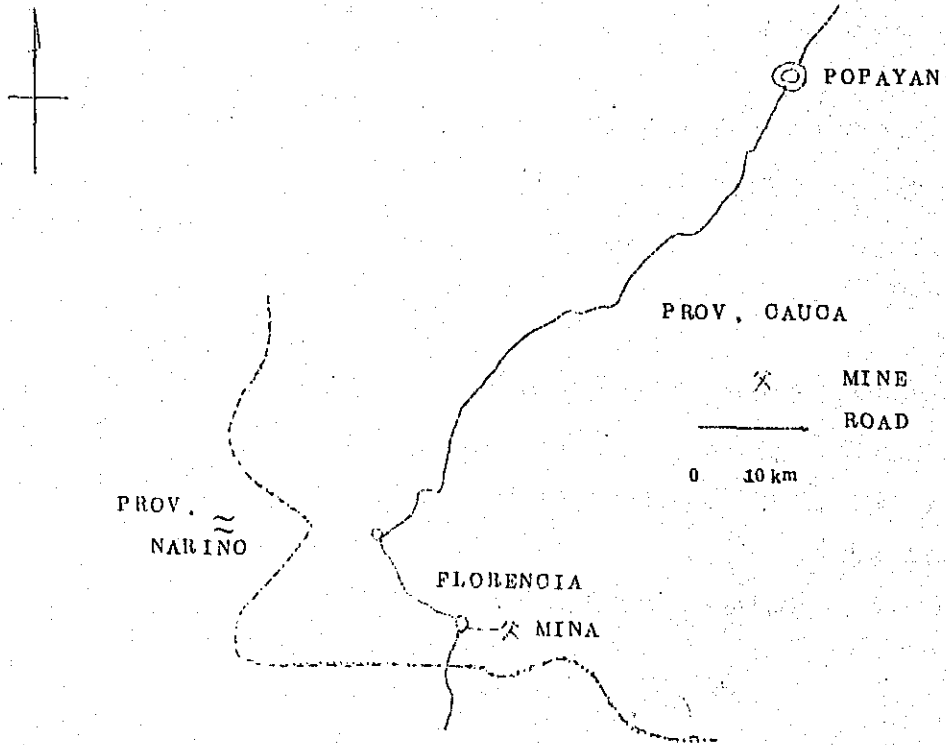 POPAYAN
PROV. CAUCA
MINE
ROAD
0 10 km
PROV.
NARIÑO
FLORENCIA
MINA